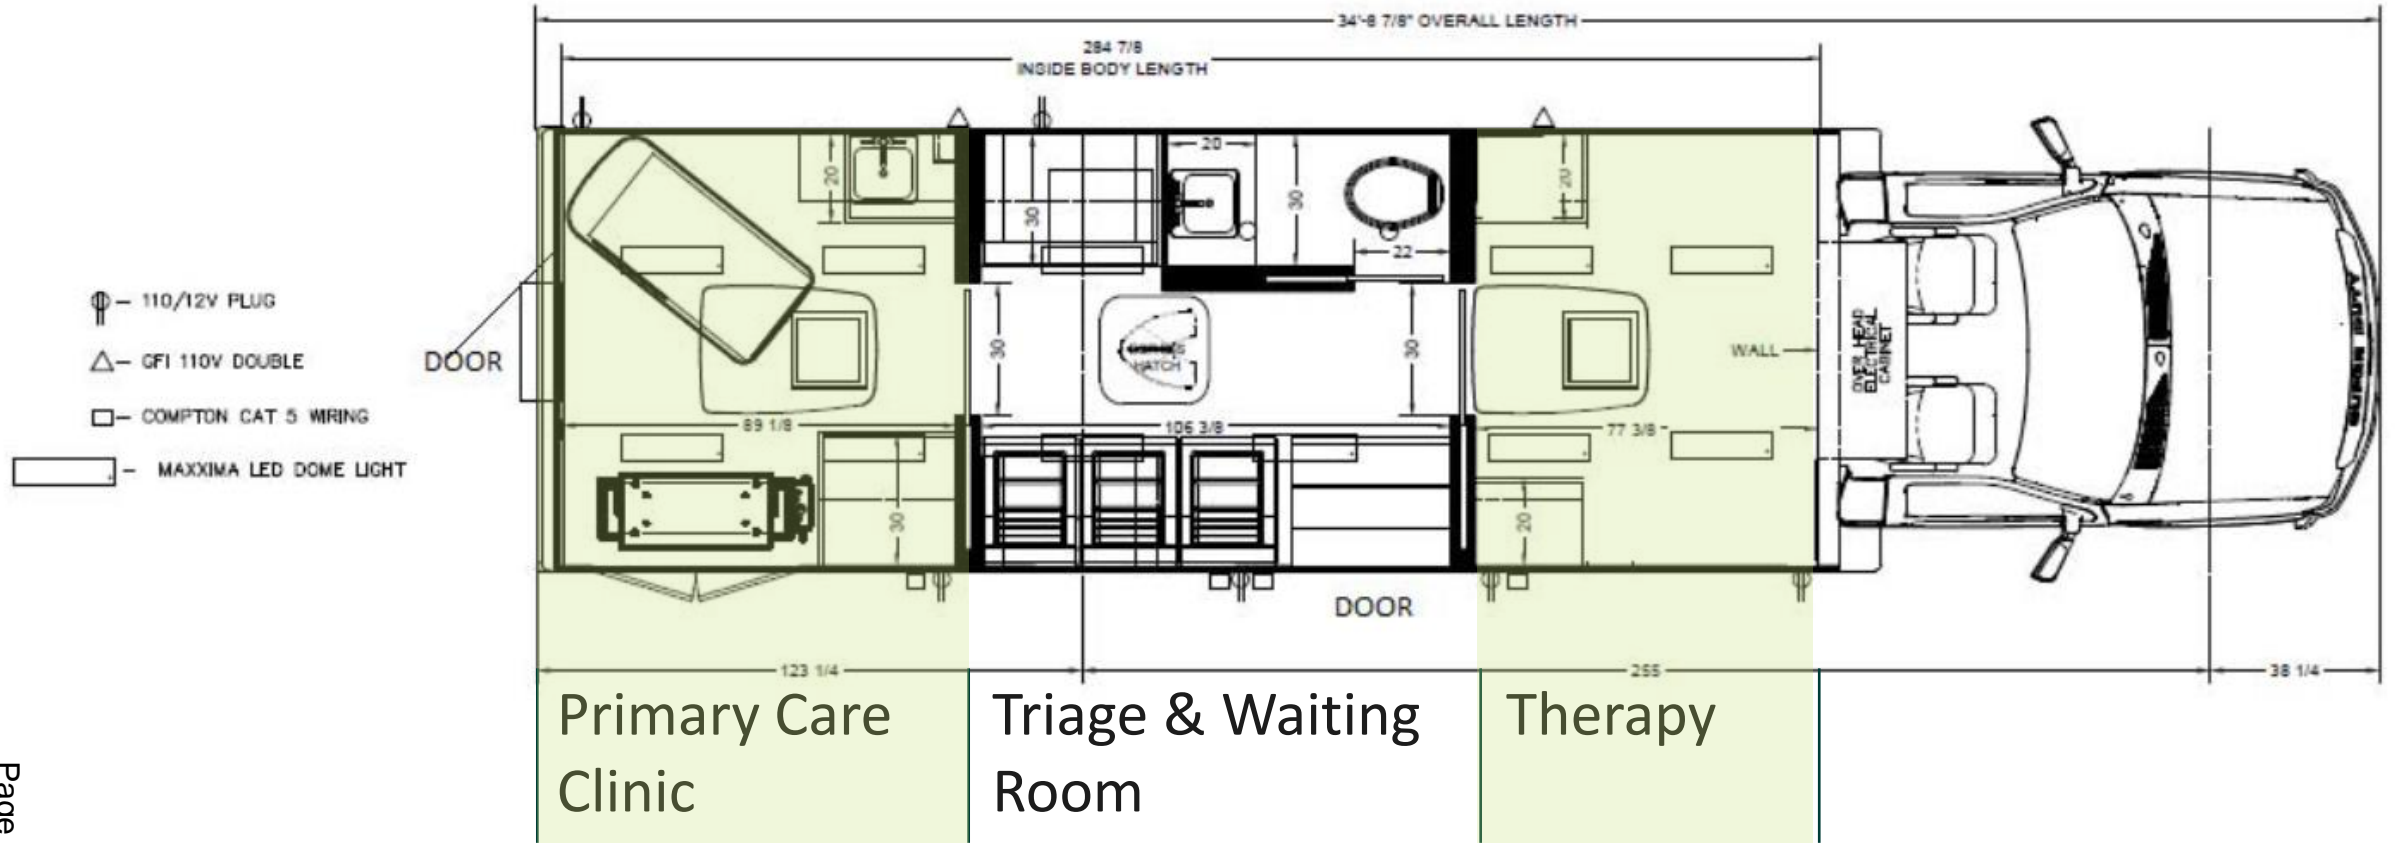 34'-8 7/8" OVERALL LENGTH
284 7/8
INSIDE BODY LENGTH
20
30
20
30
22
20
110/12V PLUG
GFI 110V DOUBLE
COMPTON CAT 5 WIRING
MAXXIMA LED DOME LIGHT
DOOR
30
HATCH
30
WALL
OVER HEAD
ELECTRICAL
CABINET
SUPER DUTY
89 1/8
106 3/8
77 3/8
30
20
DOOR
123 1/4
255
38 1/4
Primary Care
Clinic
Triage & Waiting
Room
Therapy
Page